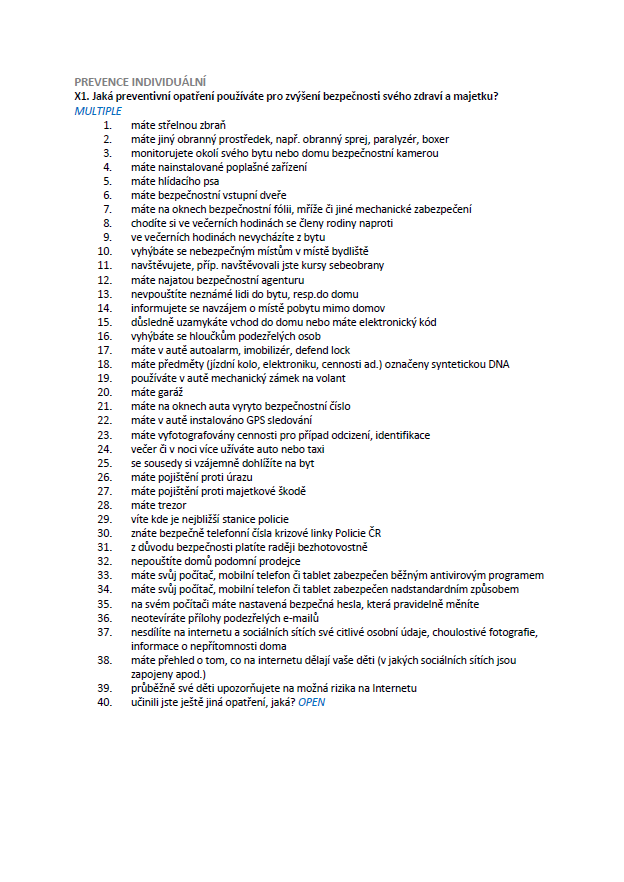 PREVENCE INDIVIDUÁLNÍ
X1. Jaká preventivní opatření používáte pro zvýšení bezpečnosti svého zdraví a majetku?
MULTIPLE
1. máte střelnou zbraň
2. máte jiný obranný prostředek, např. obranný sprej, paralyzér, boxer
3. monitorujete okolí svého bytu nebo domu bezpečnostní kamerou
4. máte nainstalované poplašné zařízení
5. máte hlídacího psa
6. máte bezpečnostní vstupní dveře
7. máte na oknech bezpečnostní fólii, mříže či jiné mechanické zabezpečení
8. chodíte si ve večerních hodinách se členy rodiny naproti
9. ve večerních hodinách nevycházíte z bytu
10. vyhýbáte se nebezpečným místům v místě bydliště
11. navštěvujete, příp. navštěvovali jste kursy sebeobrany
12. máte najatou bezpečnostní agenturu
13. nevpouštíte neznámé lidi do bytu, resp.do domu
14. informujete se navzájem o místě pobytu mimo domov
15. důsledně uzamykáte vchod do domu nebo máte elektronický kód
16. vyhýbáte se hloučkům podezřelých osob
17. máte v autě autoalarm, imobilizér, defend lock
18. máte předměty (jízdní kolo, elektroniku, cennosti ad.) označeny syntetickou DNA
19. používáte v autě mechanický zámek na volant
20. máte garáž
21. máte na oknech auta vyryto bezpečnostní číslo
22. máte v autě instalováno GPS sledování
23. máte vyfotografovány cennosti pro případ odcizení, identifikace
24. večer či v noci více užíváte auto nebo taxi
25. se sousedy si vzájemně dohlížíte na byt
26. máte pojištění proti úrazu
27. máte pojištění proti majetkové škodě
28. máte trezor
29. víte kde je nejbližší stanice policie
30. znáte bezpečně telefonní čísla krizové linky Policie ČR
31. z důvodu bezpečnosti platíte raději bezhotovostně
32. nepouštíte domů podomní prodejce
33. máte svůj počítač, mobilní telefon či tablet zabezpečen běžným antivirovým programem
34. máte svůj počítač, mobilní telefon či tablet zabezpečen nadstandardním způsobem
35. na svém počítači máte nastavená bezpečná hesla, která pravidelně měníte
36. neotevíráte přílohy podezřelých e-mailů
37. nesdílíte na internetu a sociálních sítích své citlivé osobní údaje, choulostivé fotografie,
informace o nepřítomnosti doma
38. máte přehled o tom, co na internetu dělají vaše děti (v jakých sociálních sítích jsou
zapojeny apod.)
39. průběžně své děti upozorňujete na možná rizika na Internetu
40. učinili jste ještě jiná opatření, jaká? OPEN